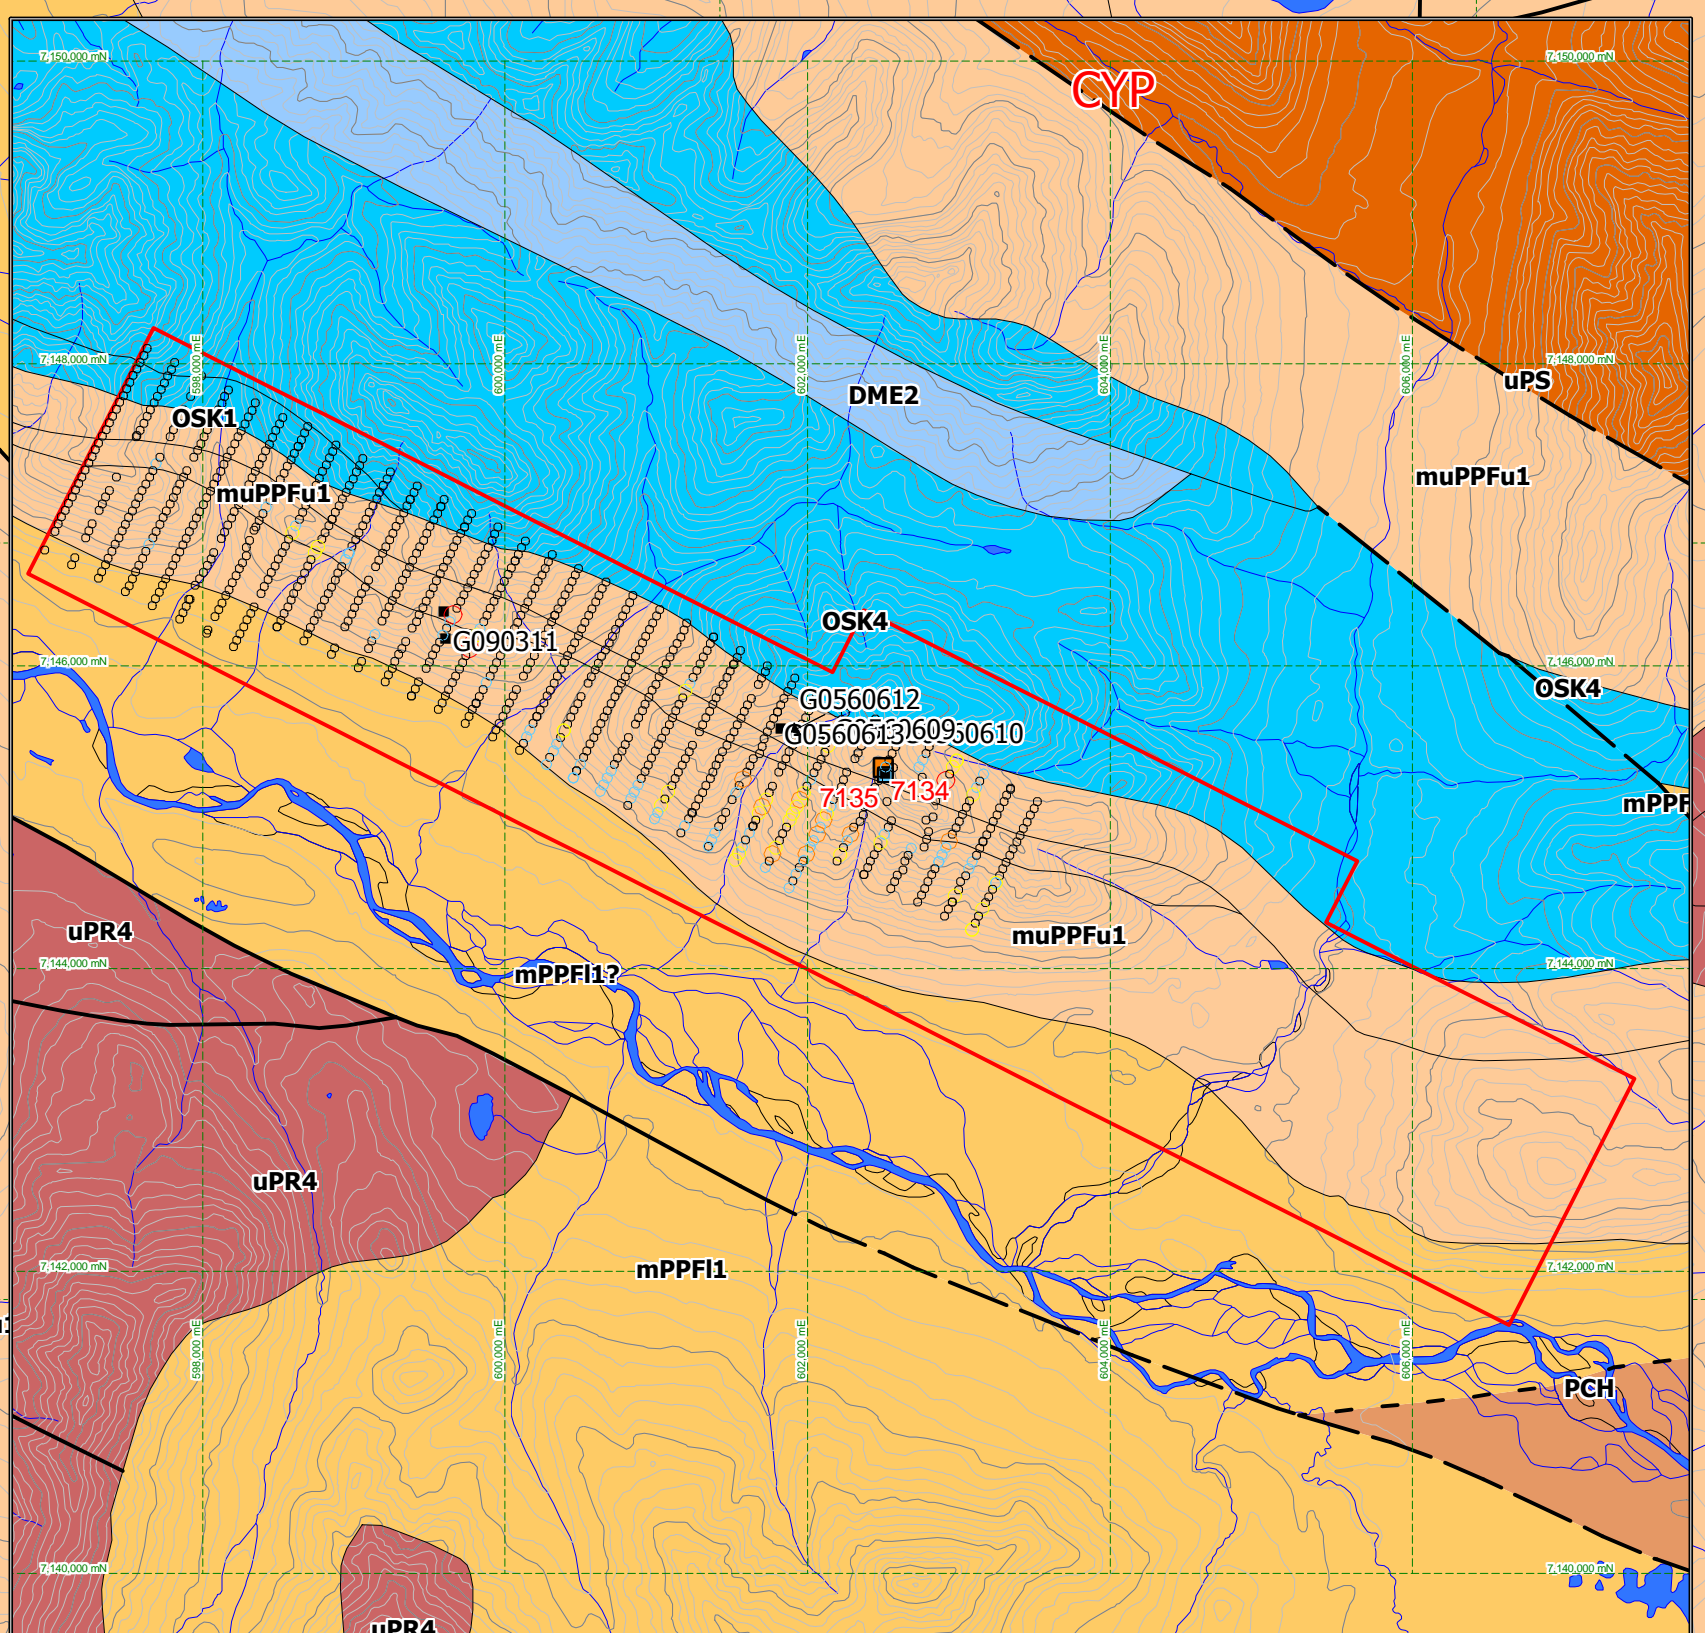 7,150,000 mN
7,150,000 mN
CYP
598,000 mE
600,000 mE
602,000 mE
604,000 mE
606,000 mE
7,148,000 mN
7,148,000 mN
uPS
DME2
OSK1
muPPFu1
muPPFu1
OSK4
G090311
7,146,000 mN
7,146,000 mN
OSK4
G0560612
G0560613
0609
60610
7135
7134
mPPF
uPR4
muPPFu1
7,144,000 mN
mPPFl1?
7,144,000 mN
uPR4
7,142,000 mN
mPPFl1
7,142,000 mN
598,000 mE
600,000 mE
602,000 mE
604,000 mE
606,000 mE
PCH
7,140,000 mN
7,140,000 mN
uPR4